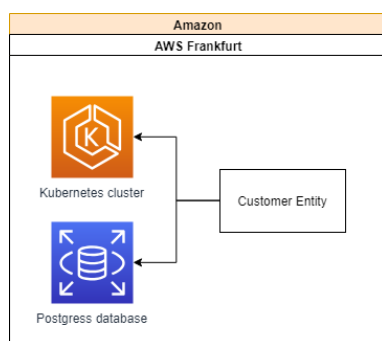 Amazon
AWS Frankfurt
K
Kubernetes cluster
Customer Entity
Postgress database